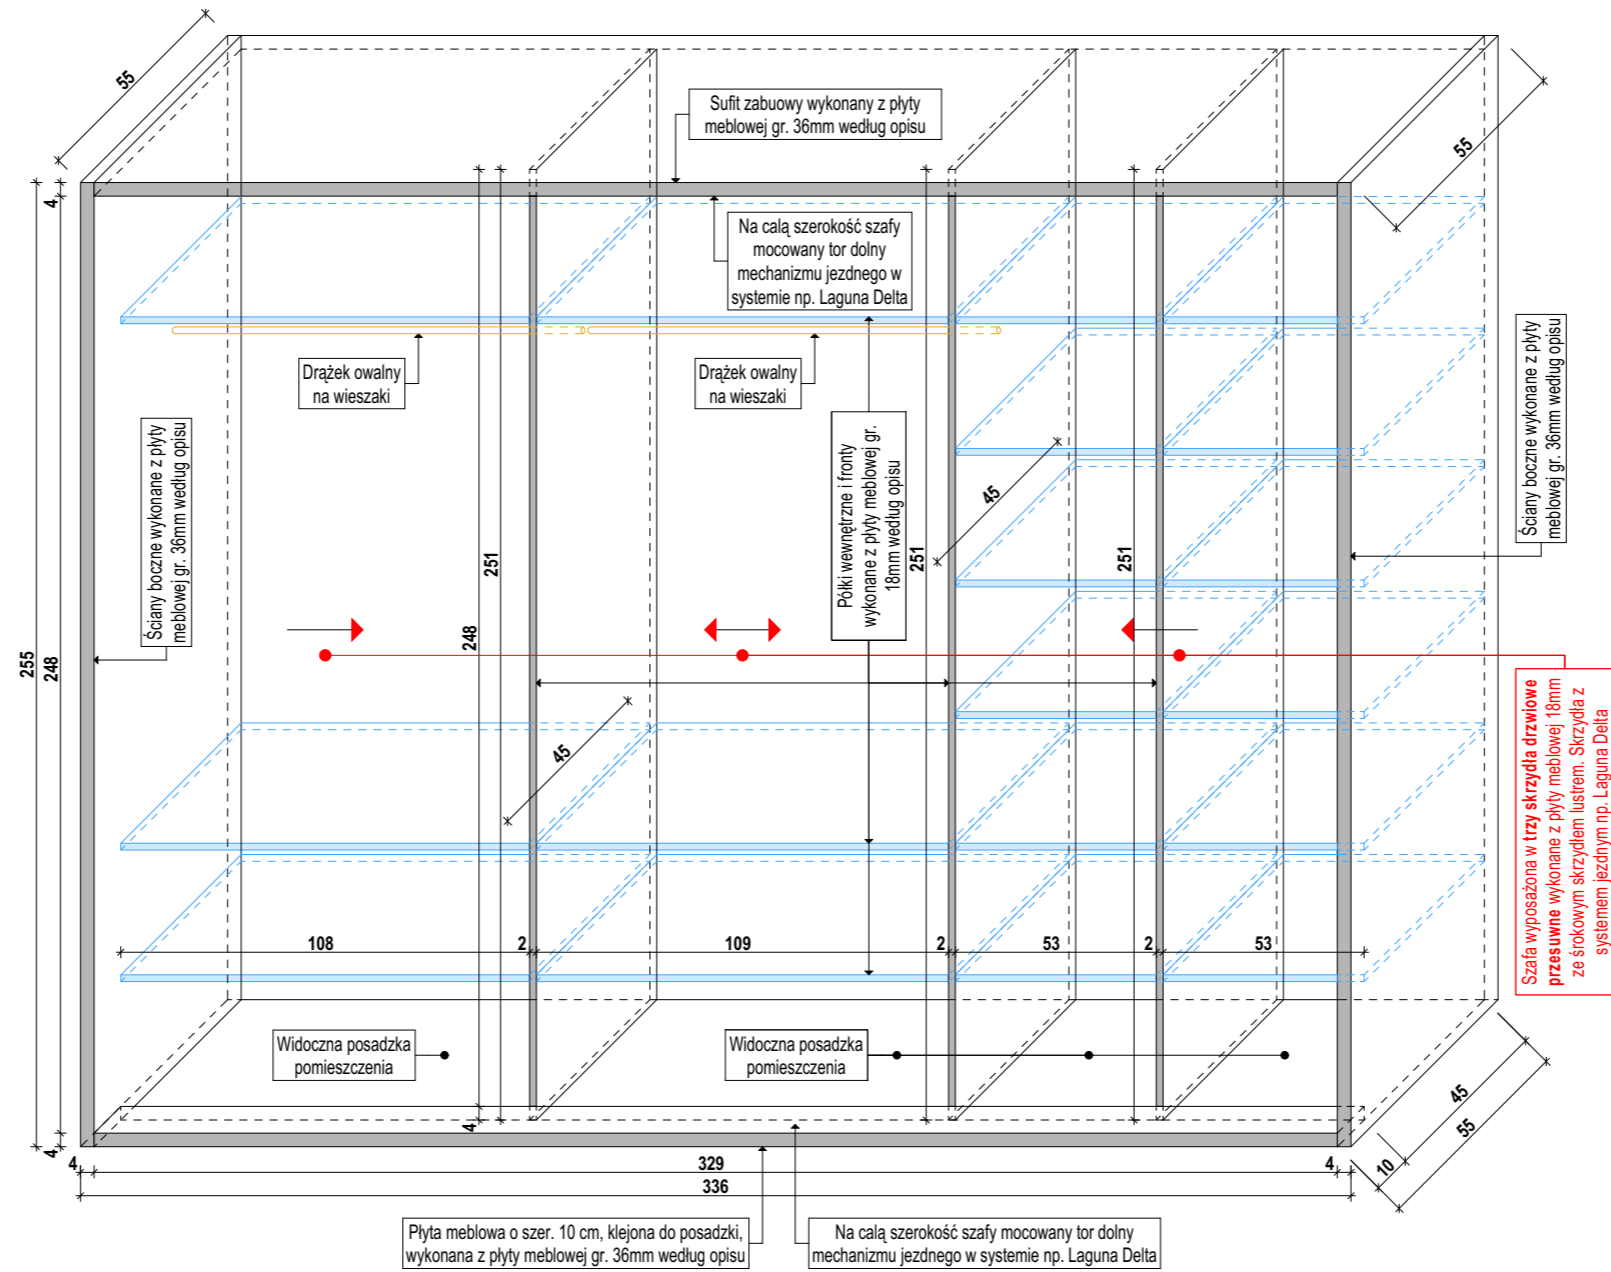 55
Sufit zabuowy wykonany z płyty
meblowej gr. 36mm według opisu
55
4
Na całą szerokość szafy
mocowany tor dolny
mechanizmu jezdnego w
systemie np. Laguna Delta
Drążek owalny
na wieszaki
Drążek owalny
na wieszaki
Ściany boczne wykonane z płyty
meblowej gr. 36mm według opisu
Półki wewnętrzne i fronty
wykonane z płyty meblowej gr.
18mm według opisu
Ściany boczne wykonane z płyty
meblowej gr. 36mm według opisu
45
251
251
251
248
255
248
45
Szafa wyposażona w trzy skrzydła drzwiowe
przesuwne wykonane z płyty meblowej 18mm
ze śrokowym skrzydłem lustrem. Skrzydła z
systemem jezdnym np. Laguna Delta
108
2
109
2
53
2
53
Widoczna posadzka
pomieszczenia
Widoczna posadzka
pomieszczenia
4
4
45
55
10
4
329
4
336
Płyta meblowa o szer. 10 cm, klejona do posadzki,
wykonana z płyty meblowej gr. 36mm według opisu
Na całą szerokość szafy mocowany tor dolny
mechanizmu jezdnego w systemie np. Laguna Delta